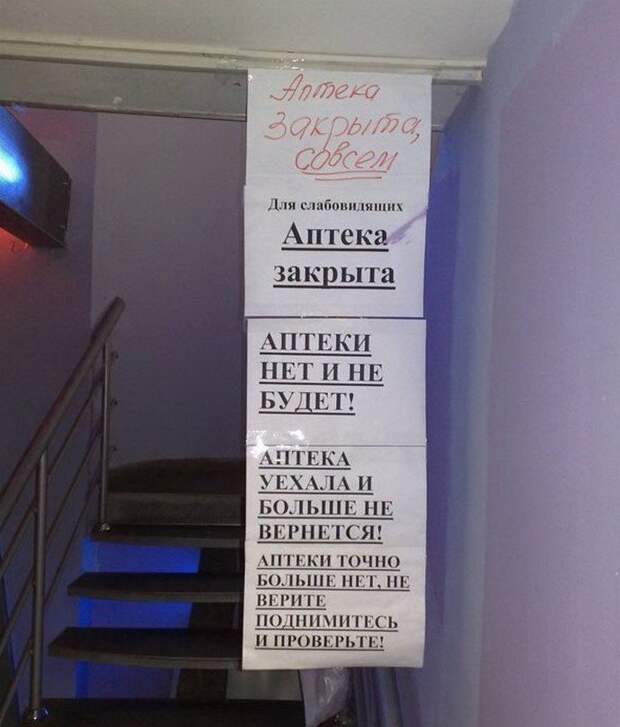 Аптека
закрыта,
совсем
Для слабовидящих
Аптека
закрыта
АПТЕКИ
НЕТ И НЕ
БУДЕТ!
АПТЕКА
УЕХАЛА И
БОЛЬШЕ НЕ
ВЕРНЕТСЯ!
АПТЕКИ ТОЧНО
БОЛЬШЕ НЕТ, НЕ
ВЕРИТЕ
ПОДНИМИТЕСЬ
И ПРОВЕРЬТЕ!